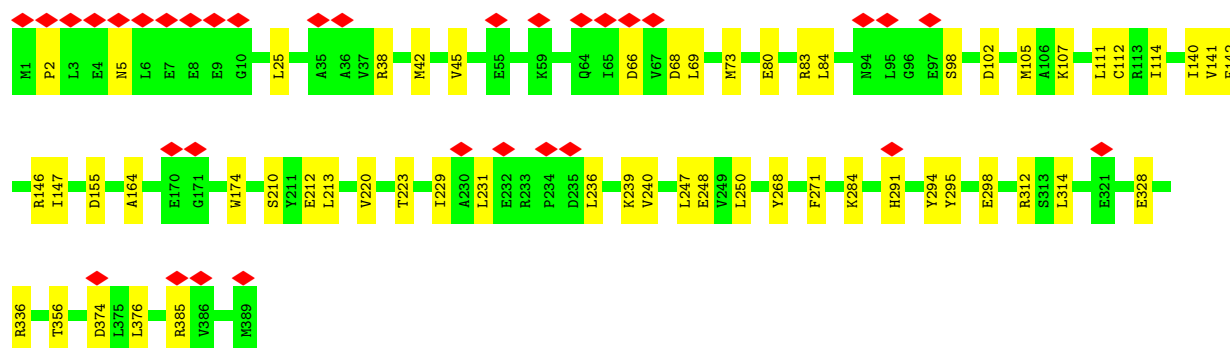 M1 P2 L3 E4 N5 L6 E7 E8 E9 G10 L25 A35 A36 V37 R38 M42 V45 E55 K59 Q64 I65 D66 V67 D68 L69 M73 E80 R83 L84 N94 L95 G96 E97 S98 D102 M105 A106 K107 L111 C112 R113 I114 I140 V141
R146 I147 D155 A164 E170 G171 W174 S210 Y211 E212 L213 V220 T223 I229 A230 L231 E232 R233 P234 D235 L236 K239 V240 L247 E248 V249 L250 Y268 F271 K284 H291 Y294 Y295 E298 R312 S313 L314 E321 E328
R336 T356 D374 L375 L376 R385 V386 M389